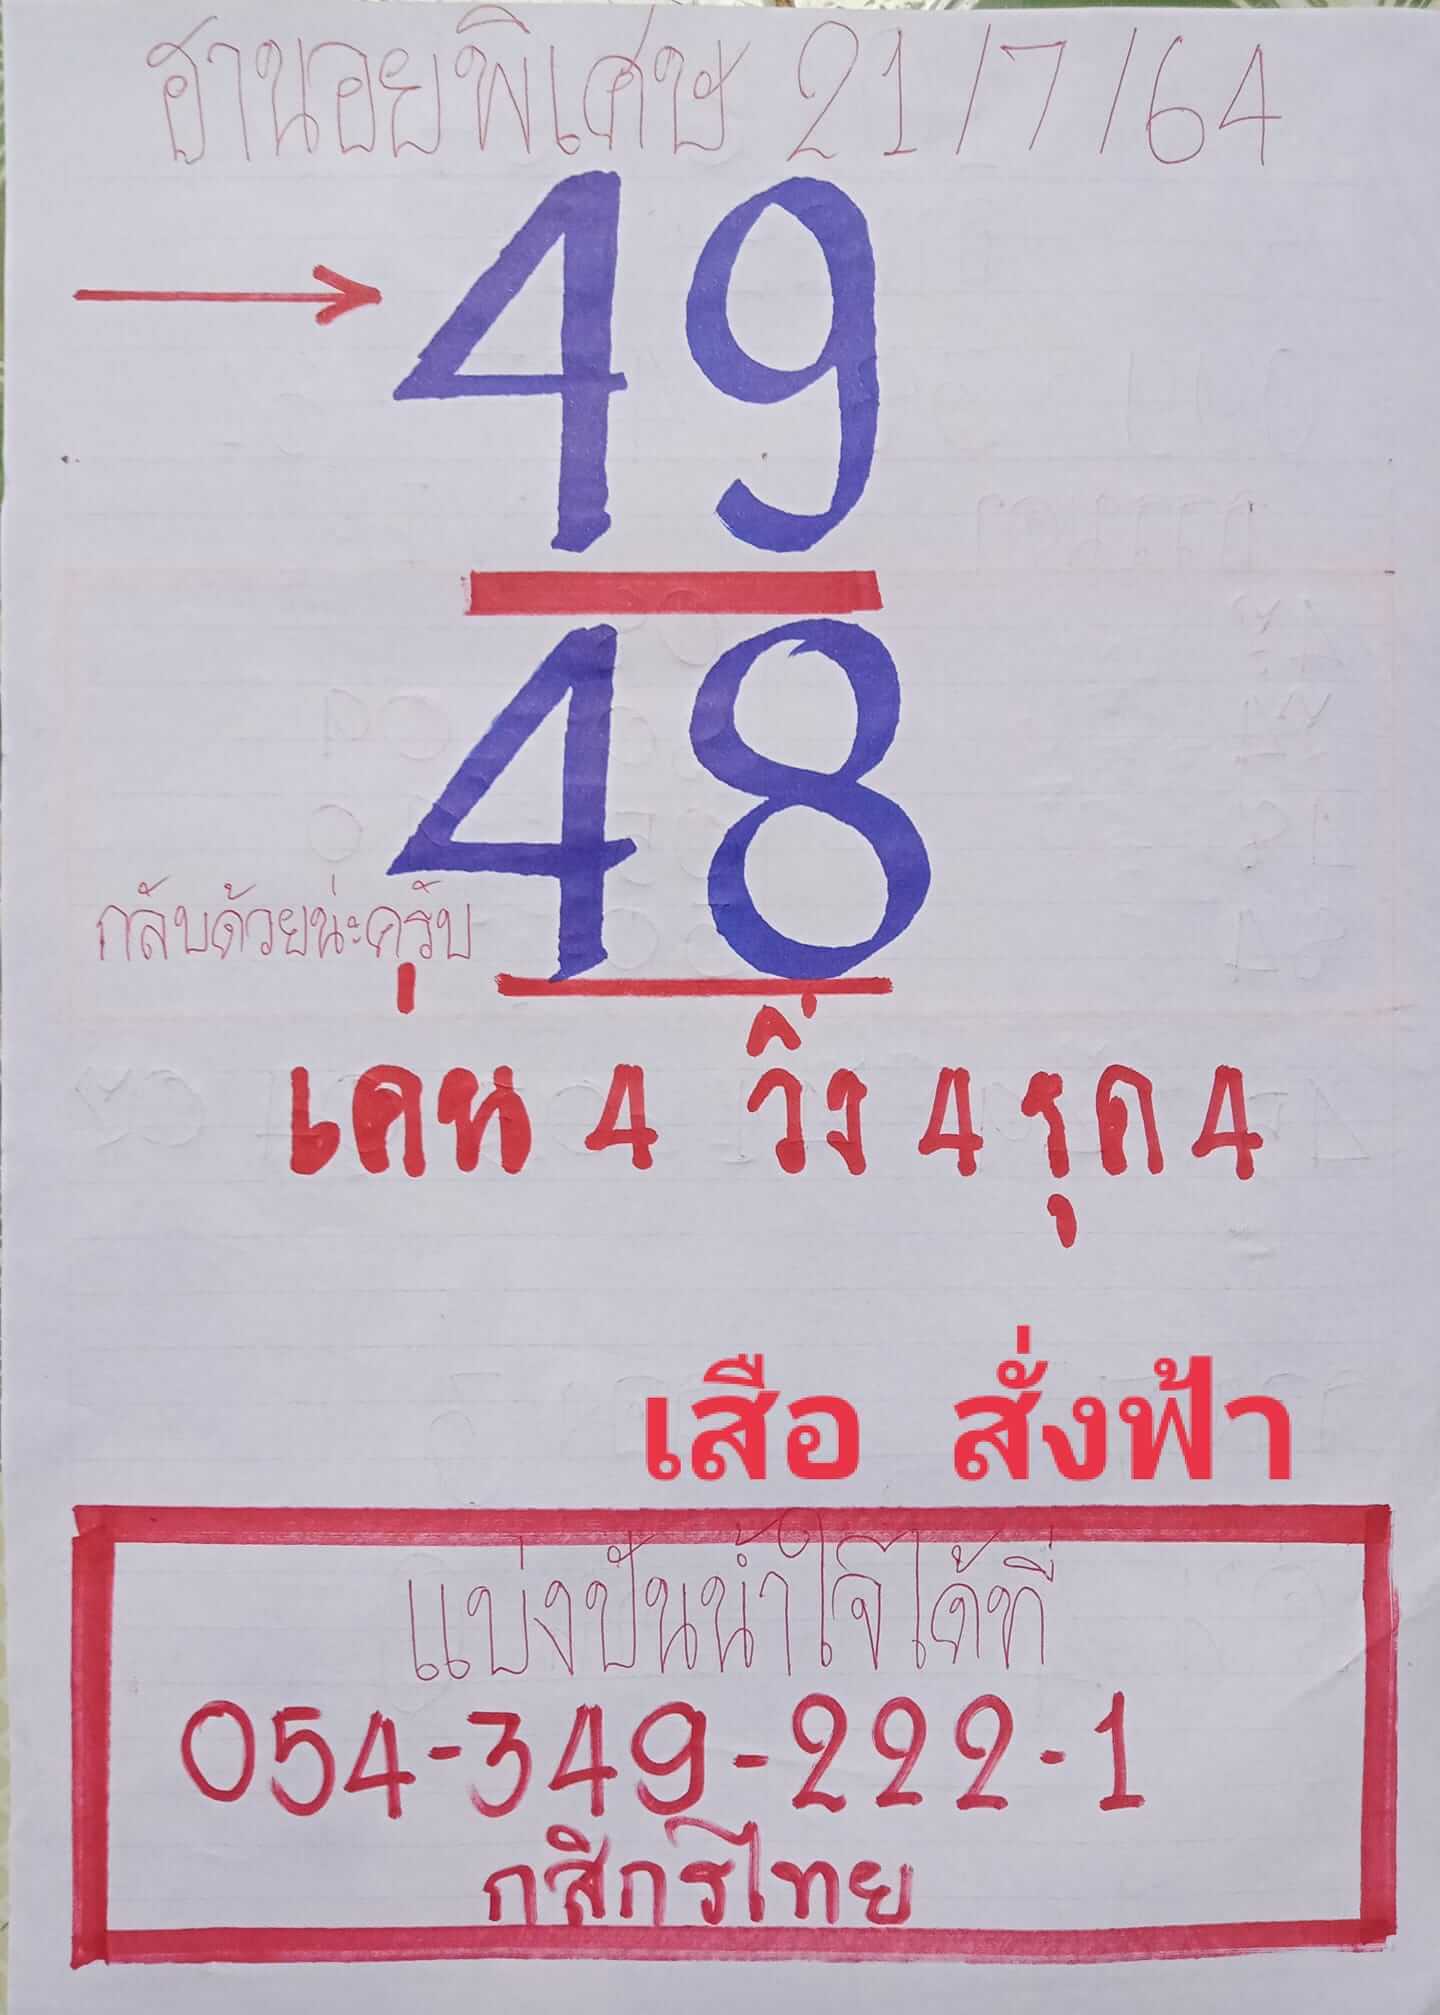 ฮานอยพิเศษ 21/7/64
49
48
กลับด้วยน่ะครับ
เด่น 4 วิ่ง 4 รูด 4
เสือ สั่งฟ้า
แบ่งปันน้ำใจได้ที่
054-349-222-1
กสิกรไทย